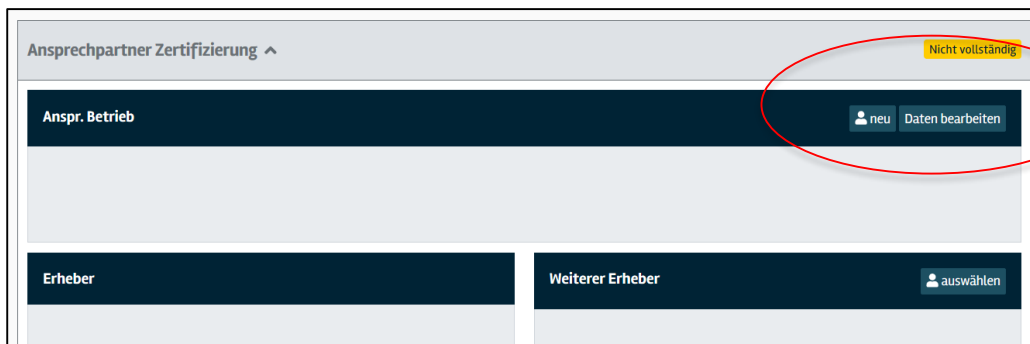 Ansprechpartner Zertifizierung
Nicht vollständig
Anspr. Betrieb
neu
Daten bearbeiten
Erheber
Weiterer Erheber
auswählen